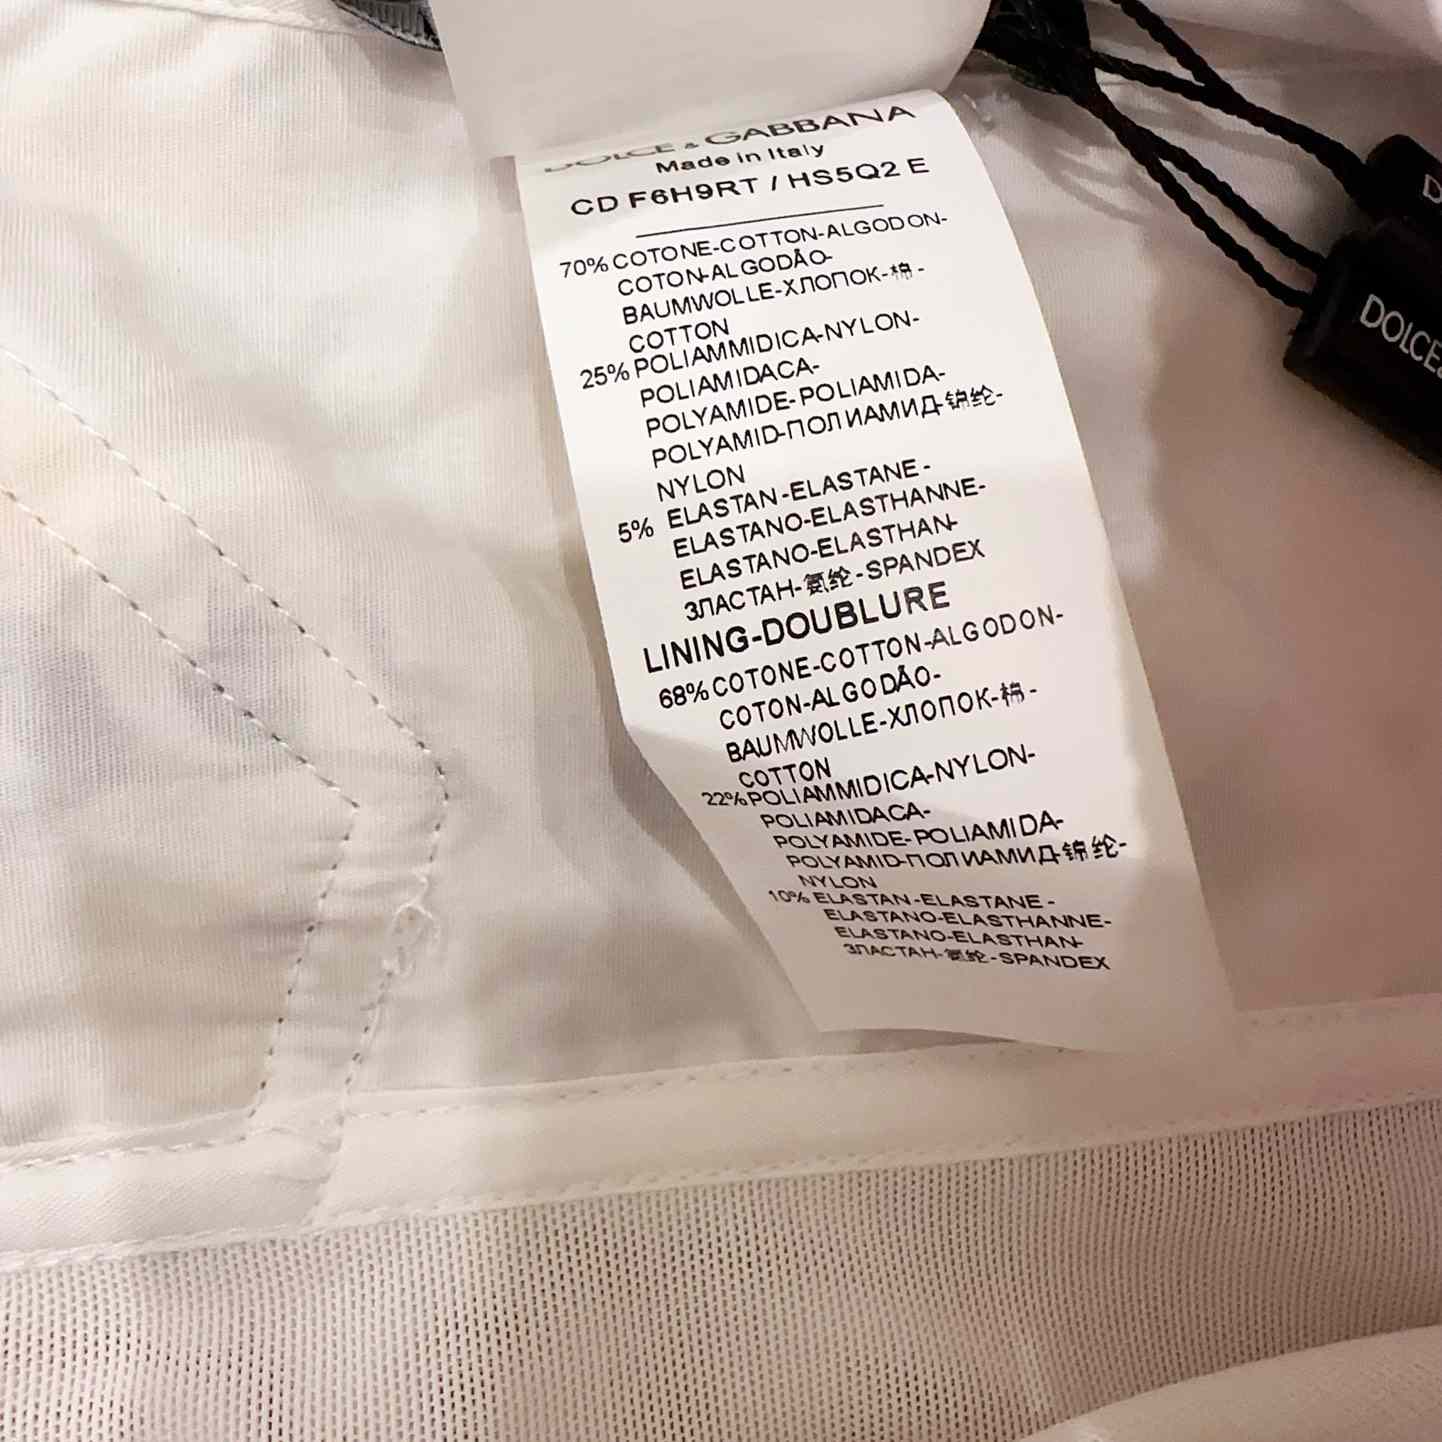 DOLCE & GABBANA
Made in Italy
CD F6H9RT / HS5Q2 E
70% COTONE-COTTON-ALGODON-
COTON-ALGODÃO-
BAUMWOLLE-ХЛОПОК-棉-
COTTON
25% POLIAMMIDICA-NYLON-
POLIAMIDACA-
POLYAMIDE-POLIAMIDA-
POLYAMID-ПОЛИАМИД-锦纶-
NYLON
5% ELASTAN-ELASTANE-
ELASTANO-ELASTHANNE-
ELASTANO-ELASTHAN-
ЗЛАСТАН-氨纶-SPANDEX
LINING-DOUBLURE
68% COTONE-COTTON-ALGODON-
COTON-ALGODÃO-
BAUMWOLLE-ХЛОПОК-棉-
COTTON
22% POLIAMMIDICA-NYLON-
POLIAMIDACA-
POLYAMIDE-POLIAMIDA-
POLYAMID-ПОЛИАМИД-锦纶-
NYLON
10% ELASTAN-ELASTANE-
ELASTANO-ELASTHANNE-
ELASTANO-ELASTHAN-
ЗЛАСТАН-氨纶-SPANDEX
DOLCE&